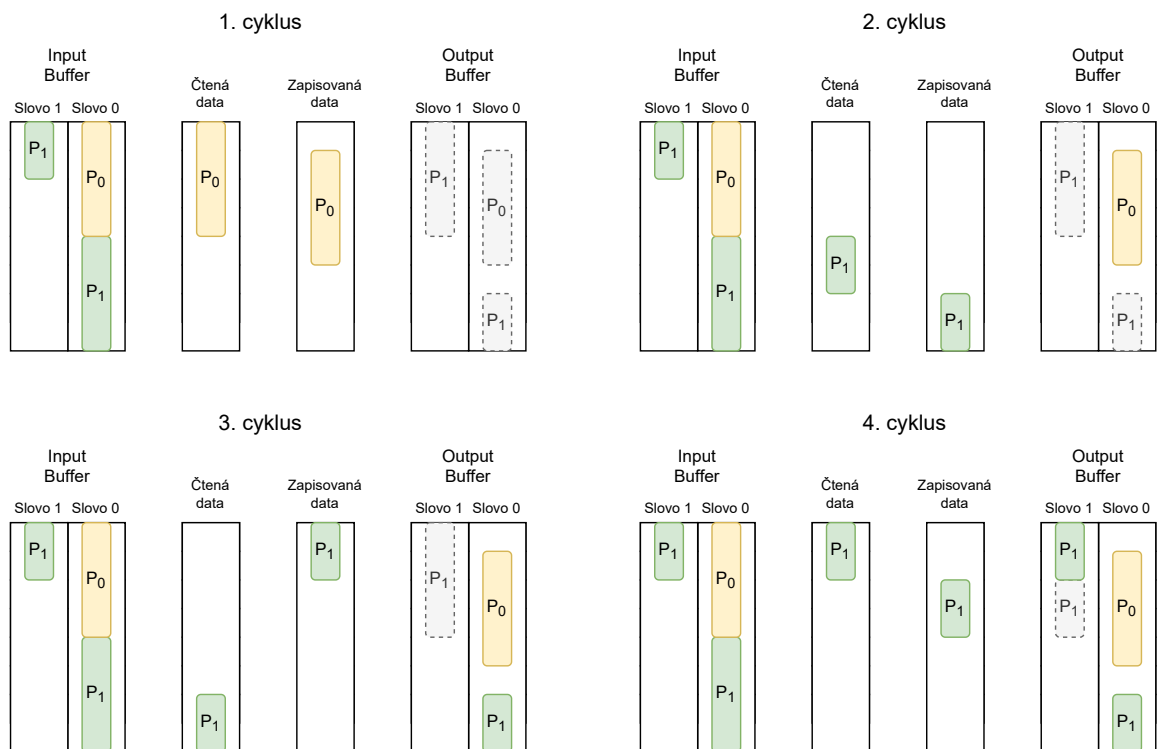 1. cyklus
Input
Buffer
Slovo 1 Slovo 0
Čtená
data
Zapisovaná
data
Output
Buffer
Slovo 1 Slovo 0
P1
P0
P1
P0
P0
P1
P0
P1
2. cyklus
Input
Buffer
Slovo 1 Slovo 0
Čtená
data
Zapisovaná
data
Output
Buffer
Slovo 1 Slovo 0
P1
P0
P1
P1
P1
P1
P0
P1
3. cyklus
Input
Buffer
Slovo 1 Slovo 0
Čtená
data
Zapisovaná
data
Output
Buffer
Slovo 1 Slovo 0
P1
P0
P1
P1
P1
P1
P0
P1
4. cyklus
Input
Buffer
Slovo 1 Slovo 0
Čtená
data
Zapisovaná
data
Output
Buffer
Slovo 1 Slovo 0
P1
P0
P1
P1
P1
P1
P1
P0
P1